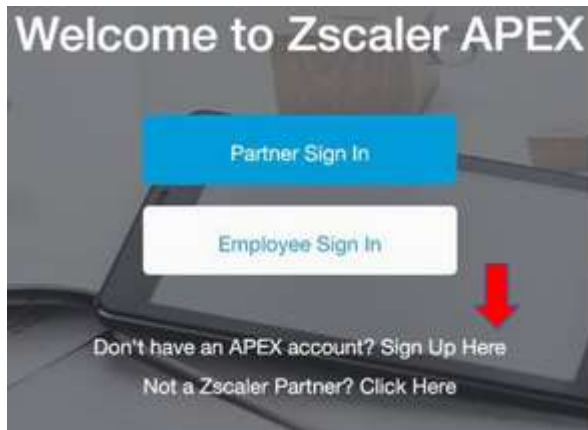 Welcome to Zscaler APEX
Partner Sign In
Employee Sign In
Don't have an APEX account? Sign Up Here
Not a Zscaler Partner? Click Here